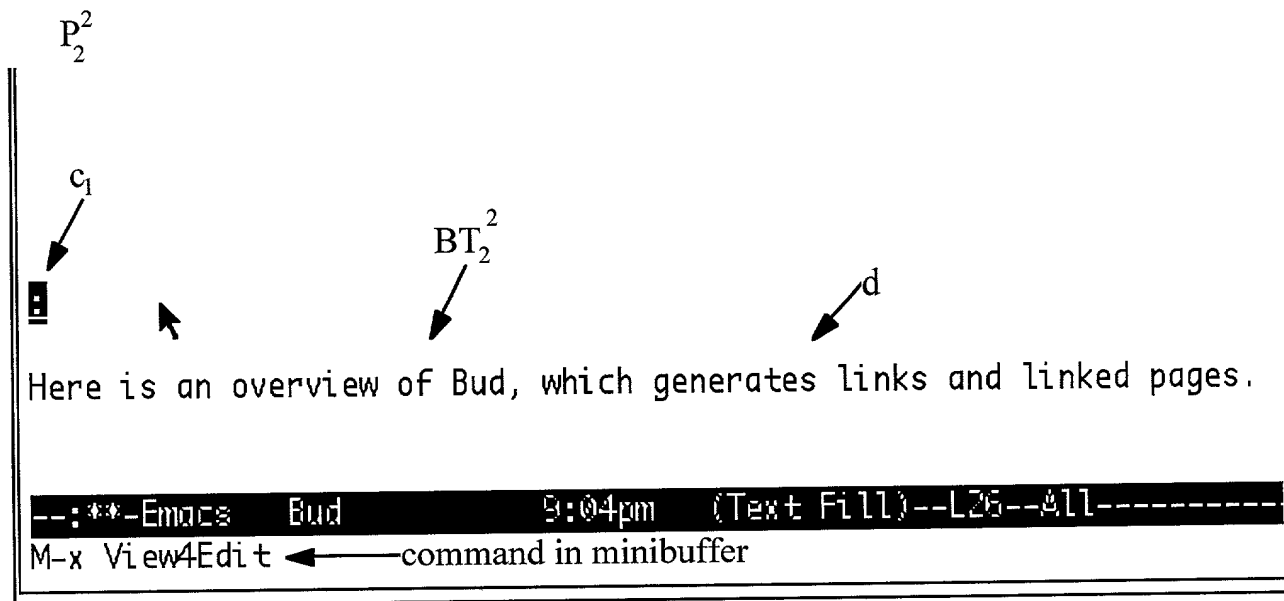 P₂²
c₁
BT₂²
d
:
Here is an overview of Bud, which generates links and linked pages.
--:**-Emacs Bud 9:04pm (Text Fill)--L26--All-----------
M-x View4Edit command in minibuffer